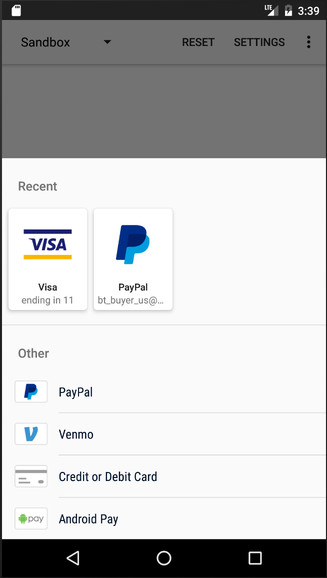 LTE 3:39
Sandbox RESET SETTINGS
Recent
VISA
Visa
ending in 11
PayPal
bt_buyer_us@...
Other
PayPal
Venmo
Credit or Debit Card
pay Android Pay